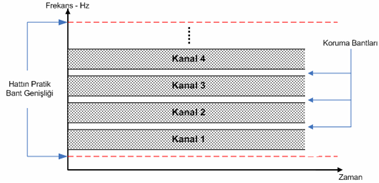 Frekans - Hz
Koruma Bantları
Kanal 4
Kanal 3
Hattın Pratik
Bant Genişliği
Kanal 2
Kanal 1
Zaman